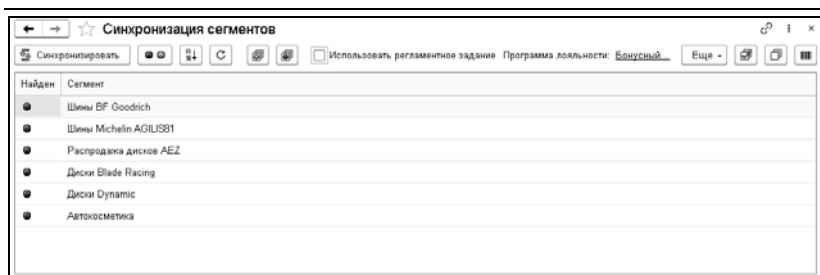 Синхронизация сегментов
Синхронизировать Использовать регламентное задание Программа лояльности: Бонусный... Еще
Найден Сегмент
Шины BF Goodrich
Шины Michelin AGILIS81
Распродажа дисков AEZ
Диски Blade Racing
Диски Dynamic
Автокосметика